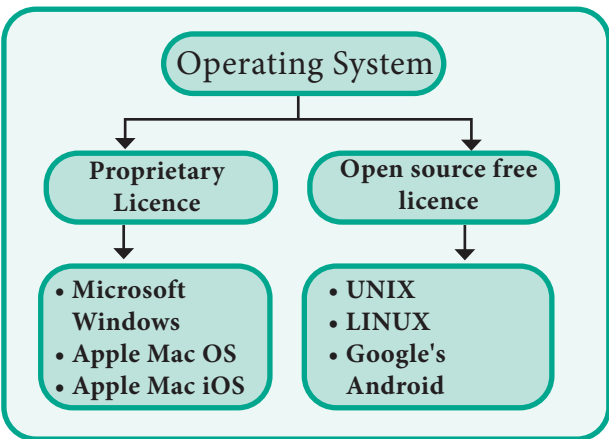 Operating System
Proprietary
Licence
Open source free
licence
• Microsoft
Windows
• Apple Mac OS
• Apple Mac iOS
• UNIX
• LINUX
• Google's
Android